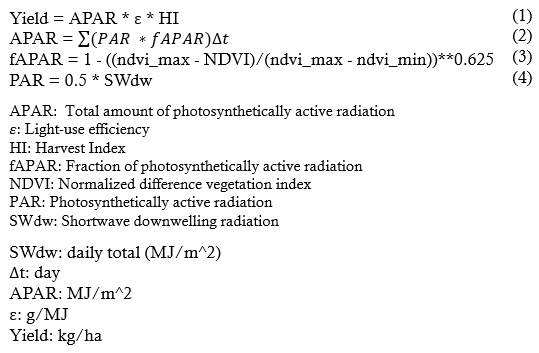 Yield = APAR * ε * HI (1)
APAR = ∑(PAR * fAPAR)Δt (2)
fAPAR = 1 - ((ndvi_max - NDVI)/(ndvi_max - ndvi_min))**0.625 (3)
PAR = 0.5 * SWdw (4)
APAR: Total amount of photosynthetically active radiation
ε: Light-use efficiency
HI: Harvest Index
fAPAR: Fraction of photosynthetically active radiation
NDVI: Normalized difference vegetation index
PAR: Photosynthetically active radiation
SWdw: Shortwave downwelling radiation
SWdw: daily total (MJ/m^2)
Δt: day
APAR: MJ/m^2
ε: g/MJ
Yield: kg/ha